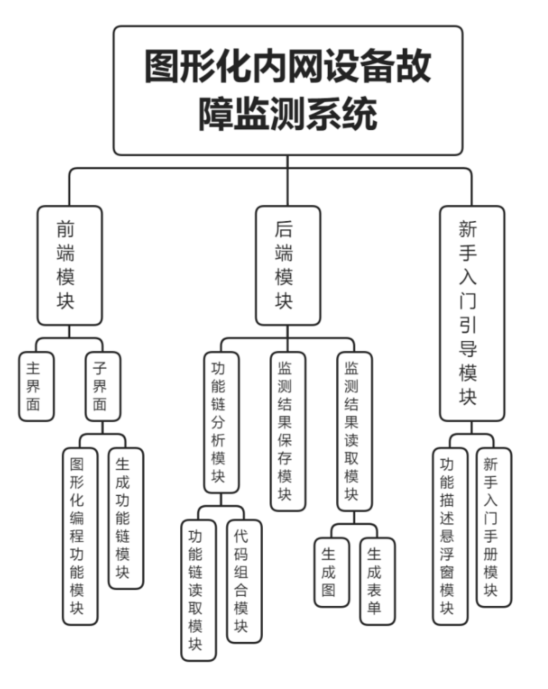 图形化内网设备故
障监测系统
前端模块
后端模块
新手入门引导模块
主界面
子界面
功能链分析模块
监测结果保存模块
监测结果读取模块
图形化编程功能模块
生成功能链模块
功能链读取模块
代码组合模块
生成图
生成表单
功能描述悬浮窗模块
新手入门手册模块